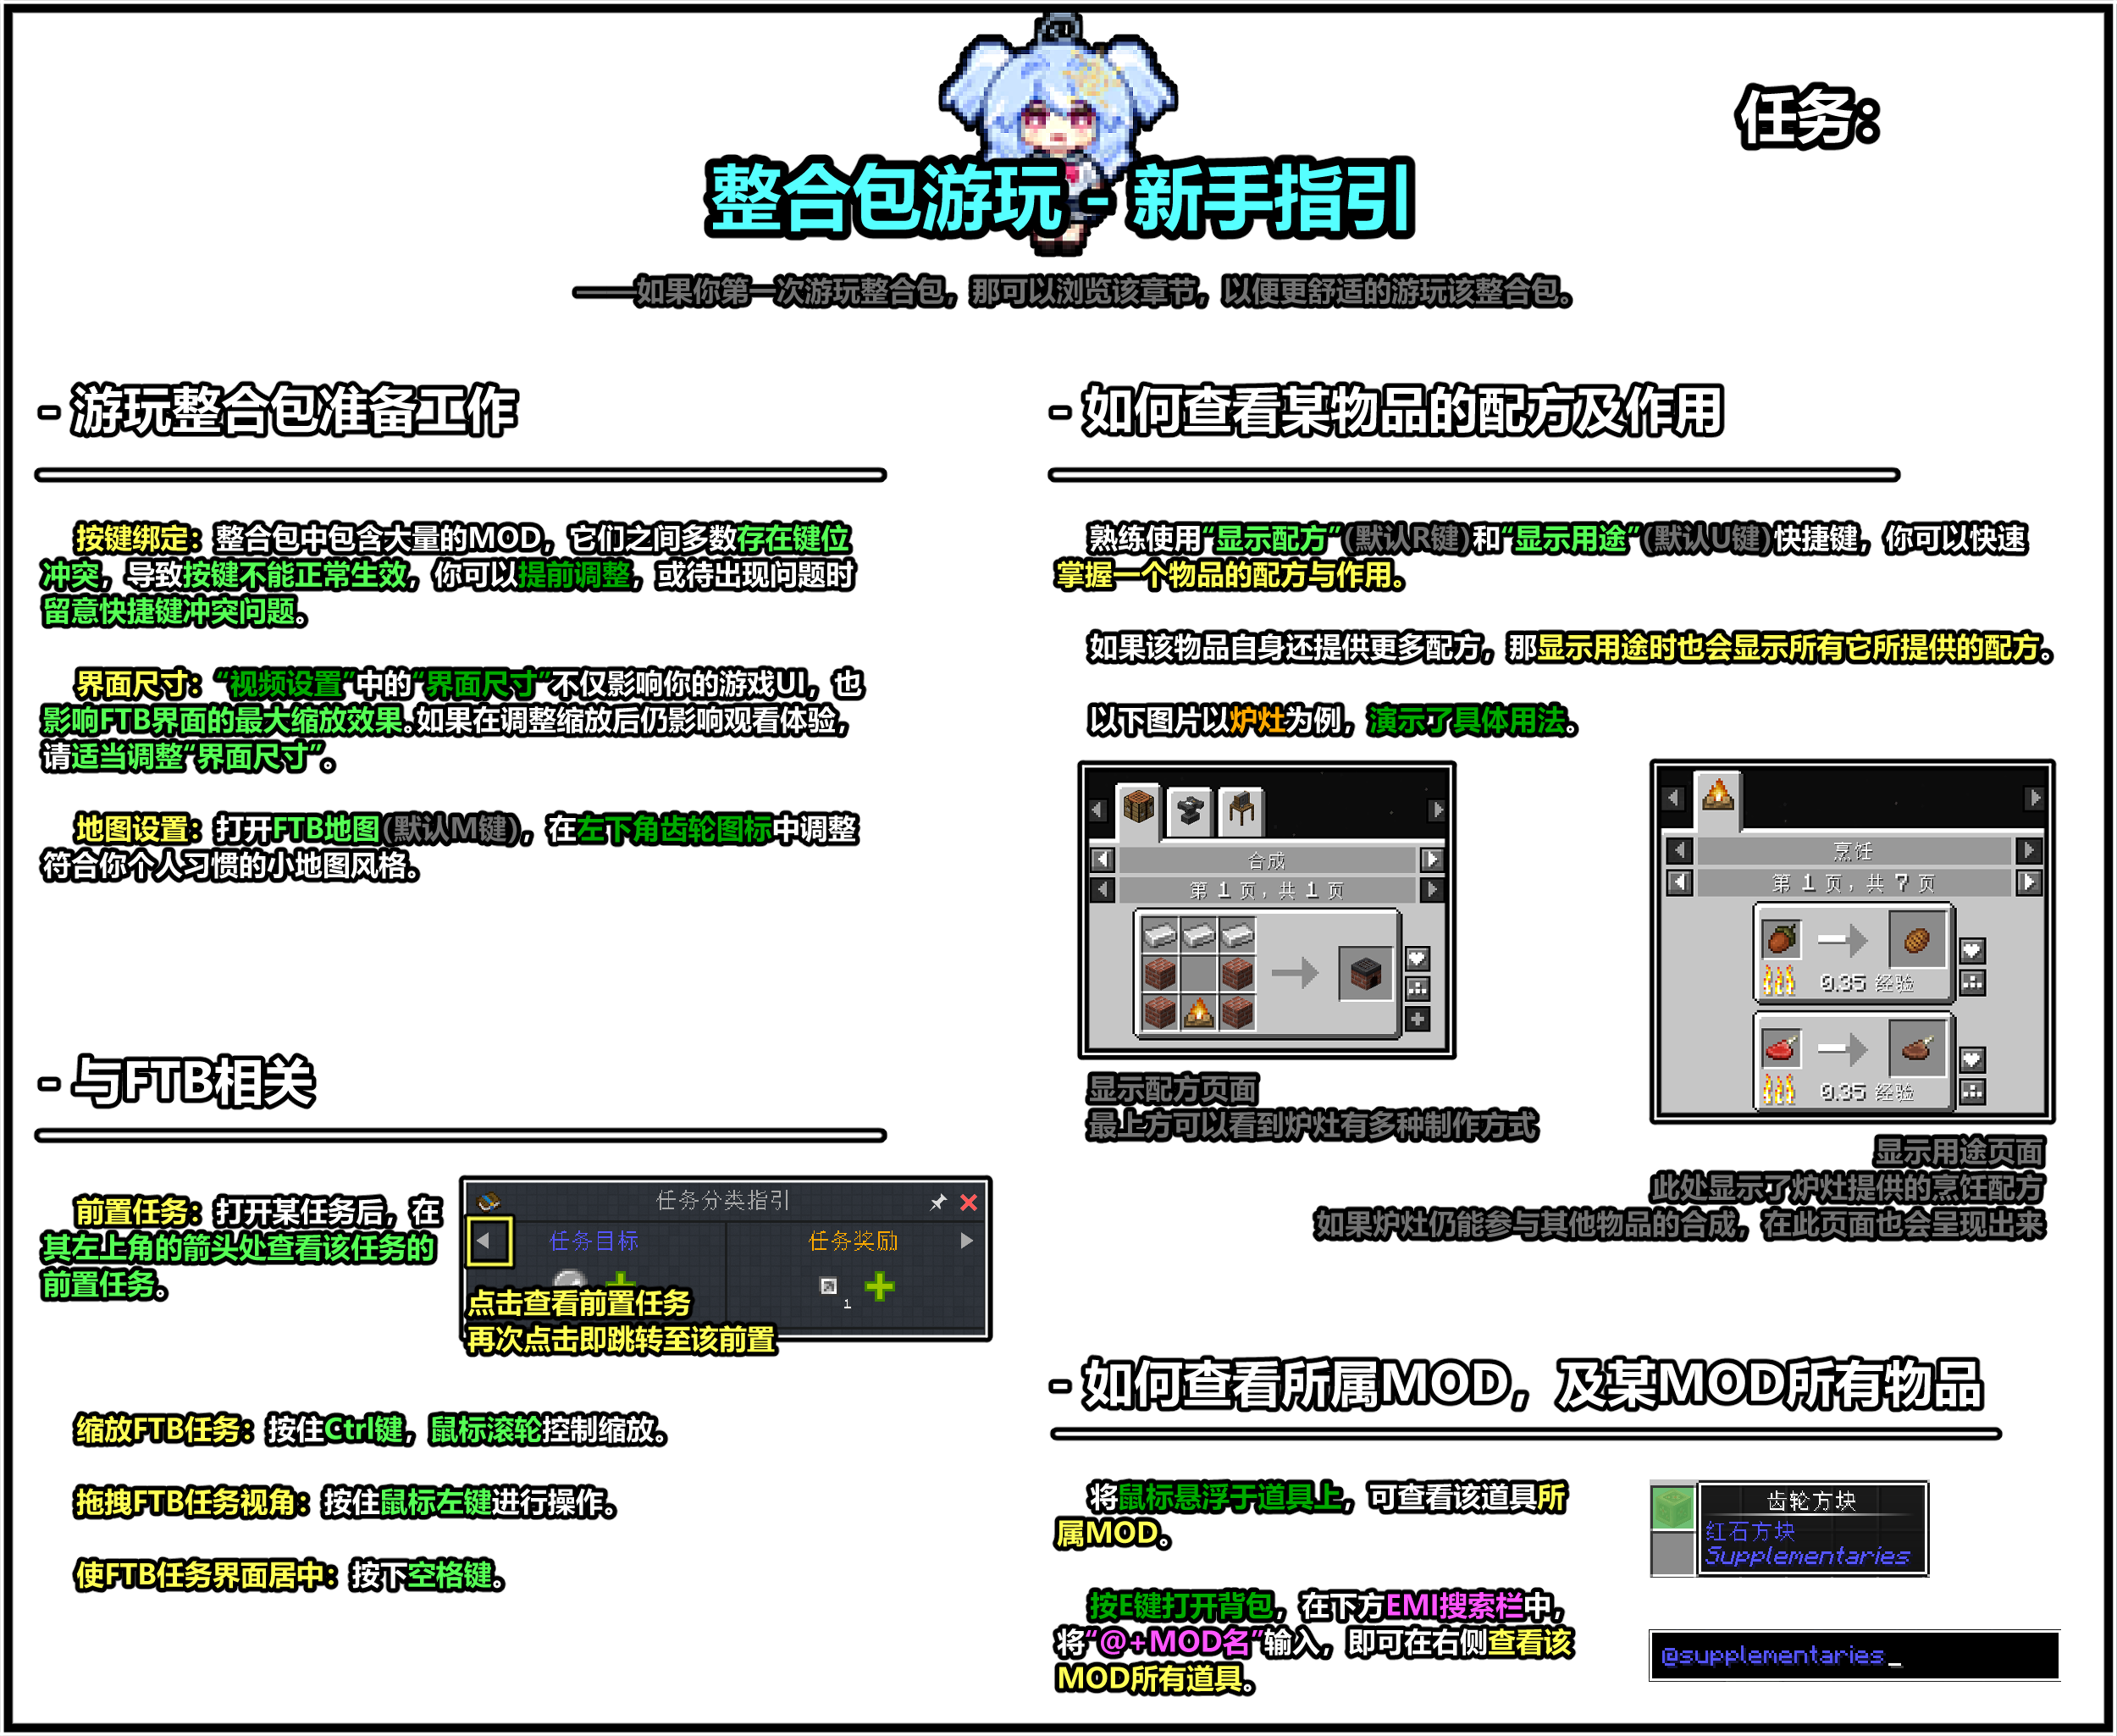 任务:
整合包游玩 - 新手指引
——如果你第一次游玩整合包，那可以浏览该章节，以便更舒适的游玩该整合包。
- 游玩整合包准备工作
按键绑定：整合包中包含大量的MOD，它们之间多数存在键位
冲突，导致按键不能正常生效，你可以提前调整，或待出现问题时
留意快捷键冲突问题。
界面尺寸：“视频设置”中的“界面尺寸”不仅影响你的游戏UI，也
影响FTB界面的最大缩放效果。如果在调整缩放后仍影响观看体验，
请适当调整“界面尺寸”。
地图设置：打开FTB地图(默认M键)，在左下角齿轮图标中调整
符合你个人习惯的小地图风格。
- 与FTB相关
前置任务：打开某任务后，在
其左上角的箭头处查看该任务的
前置任务。
任务分类指引
任务目标
任务奖励
1
点击查看前置任务
再次点击即跳转至该前置
缩放FTB任务：按住Ctrl键，鼠标滚轮控制缩放。
拖拽FTB任务视角：按住鼠标左键进行操作。
使FTB任务界面居中：按下空格键。
- 如何查看某物品的配方及作用
熟练使用“显示配方”(默认R键)和“显示用途”(默认U键)快捷键，你可以快速
掌握一个物品的配方与作用。
如果该物品自身还提供更多配方，那显示用途时也会显示所有它所提供的配方。
以下图片以炉灶为例，演示了具体用法。
合成
第 1 页，共 1 页
显示配方页面
最上方可以看到炉灶有多种制作方式
烹饪
第 1 页，共 7 页
0.35 经验
0.35 经验
显示用途页面
此处显示了炉灶提供的烹饪配方
如果炉灶仍能参与其他物品的合成，在此页面也会呈现出来
- 如何查看所属MOD，及某MOD所有物品
将鼠标悬浮于道具上，可查看该道具所
属MOD。
齿轮方块
红石方块
Supplementaries
按E键打开背包，在下方EMI搜索栏中，
将“@+MOD名”输入，即可在右侧查看该
MOD所有道具。
@supplementaries_